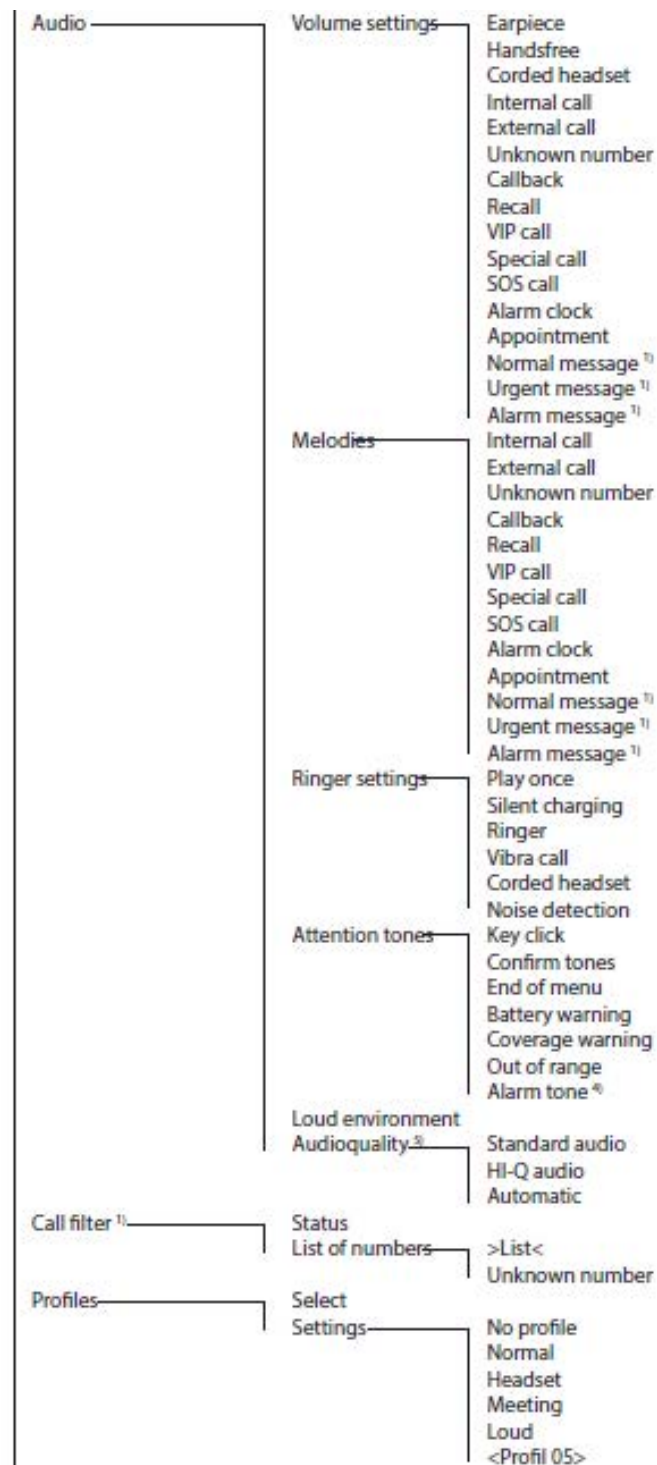 Audio Volume settings Earpiece
Handsfree
Corded headset
Internal call
External call
Unknown number
Callback
Recall
VIP call
Special call
SOS call
Alarm clock
Appointment
Normal message 1)
Urgent message 1)
Alarm message 1)
Melodies Internal call
External call
Unknown number
Callback
Recall
VIP call
Special call
SOS call
Alarm clock
Appointment
Normal message 1)
Urgent message 1)
Alarm message 1)
Ringer settings Play once
Silent charging
Ringer
Vibra call
Corded headset
Noise detection
Attention tones Key click
Confirm tones
End of menu
Battery warning
Coverage warning
Out of range
Alarm tone 4)
Loud environment
Audioquality 5) Standard audio
HI-Q audio
Automatic
Call filter 1) Status
List of numbers >List<
Unknown number
Profiles Select
Settings No profile
Normal
Headset
Meeting
Loud
<Profil 05>